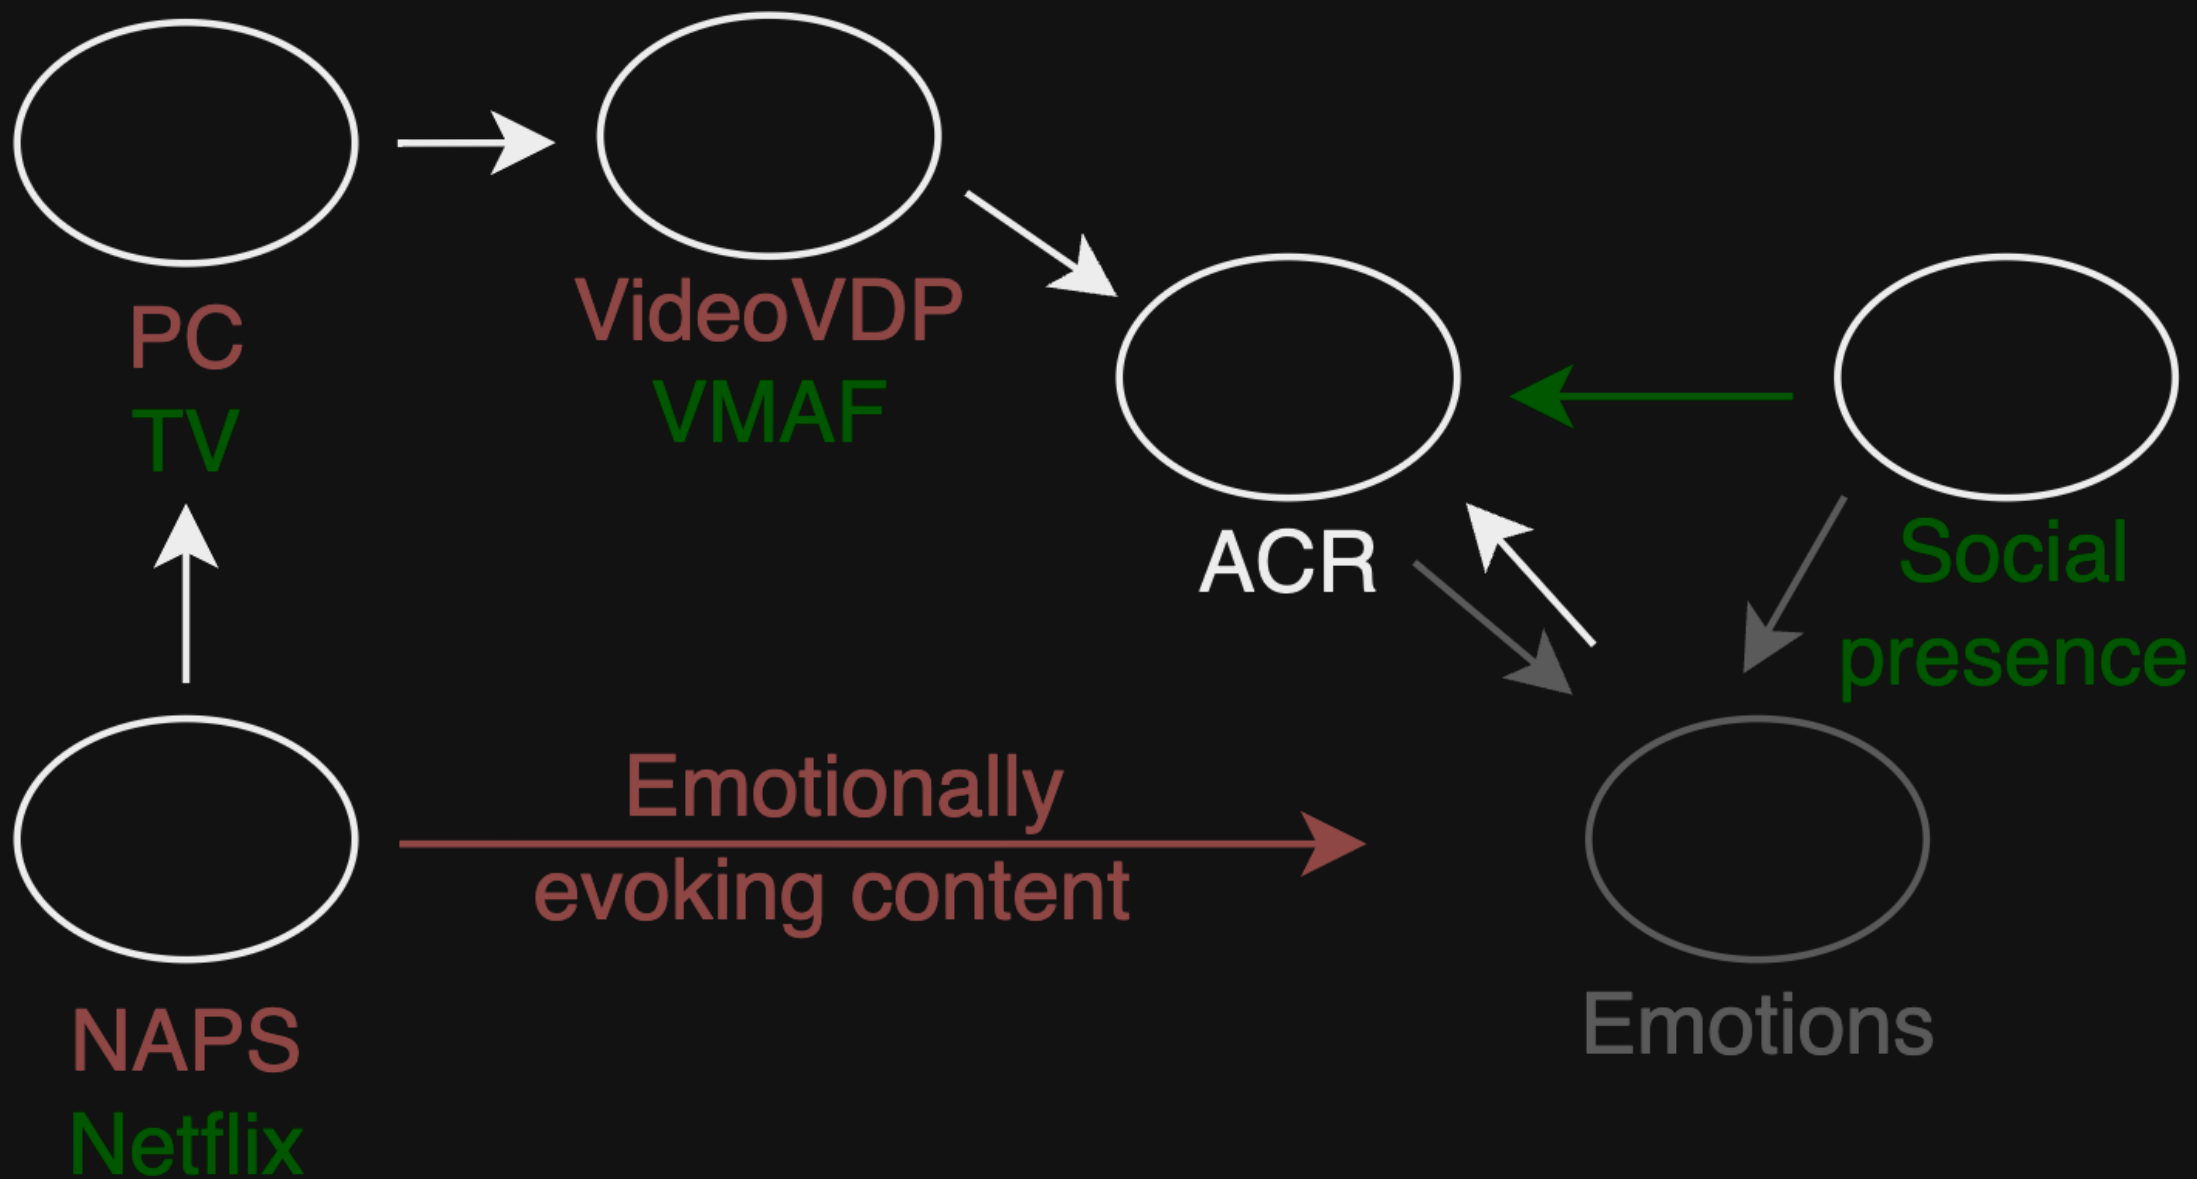 PC
TV
VideoVDP
VMAF
ACR
Social
presence
Emotionally
evoking content
NAPS
Netflix
Emotions